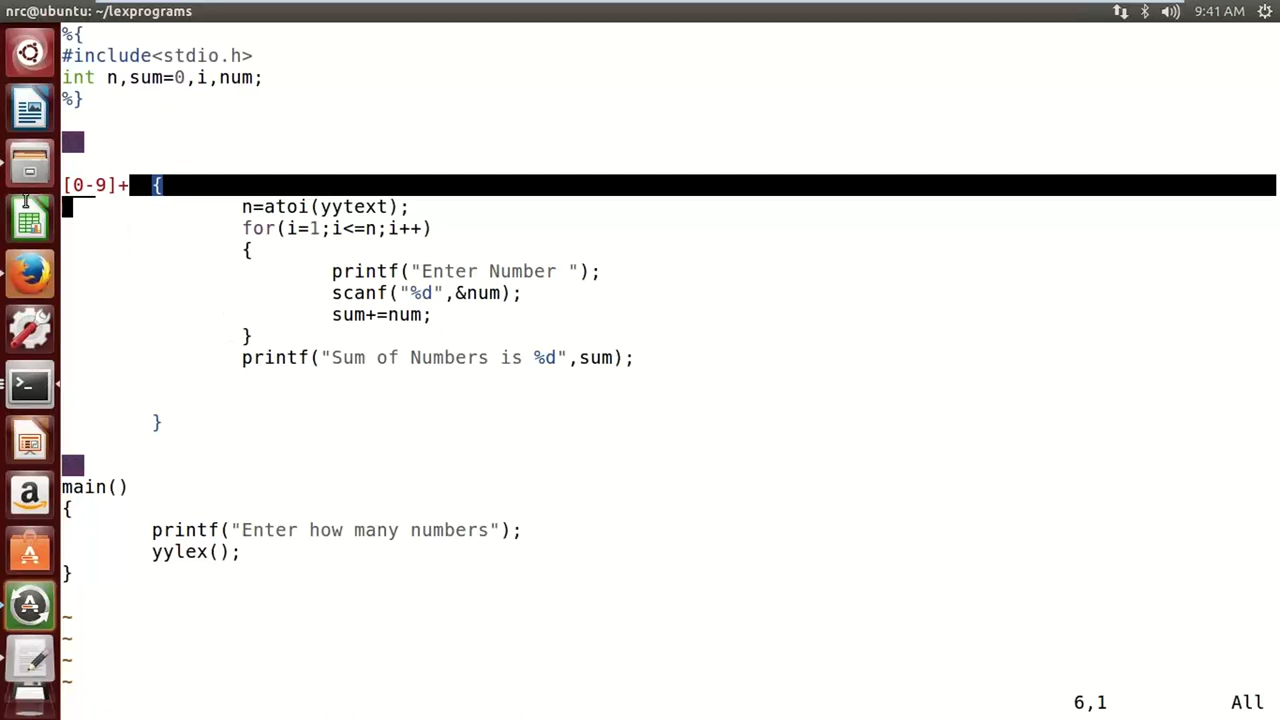 nrc@ubuntu: ~/lexprograms
9:41 AM
%{
#include<stdio.h>
int n,sum=0,i,num;
%}
[0-9]+ {
n=atoi(yytext);
for(i=1;i<=n;i++)
{
printf("Enter Number ");
scanf("%d",&num);
sum+=num;
}
printf("Sum of Numbers is %d",sum);
}
main()
{
printf("Enter how many numbers");
yylex();
}
~
~
~
~
6,1 All